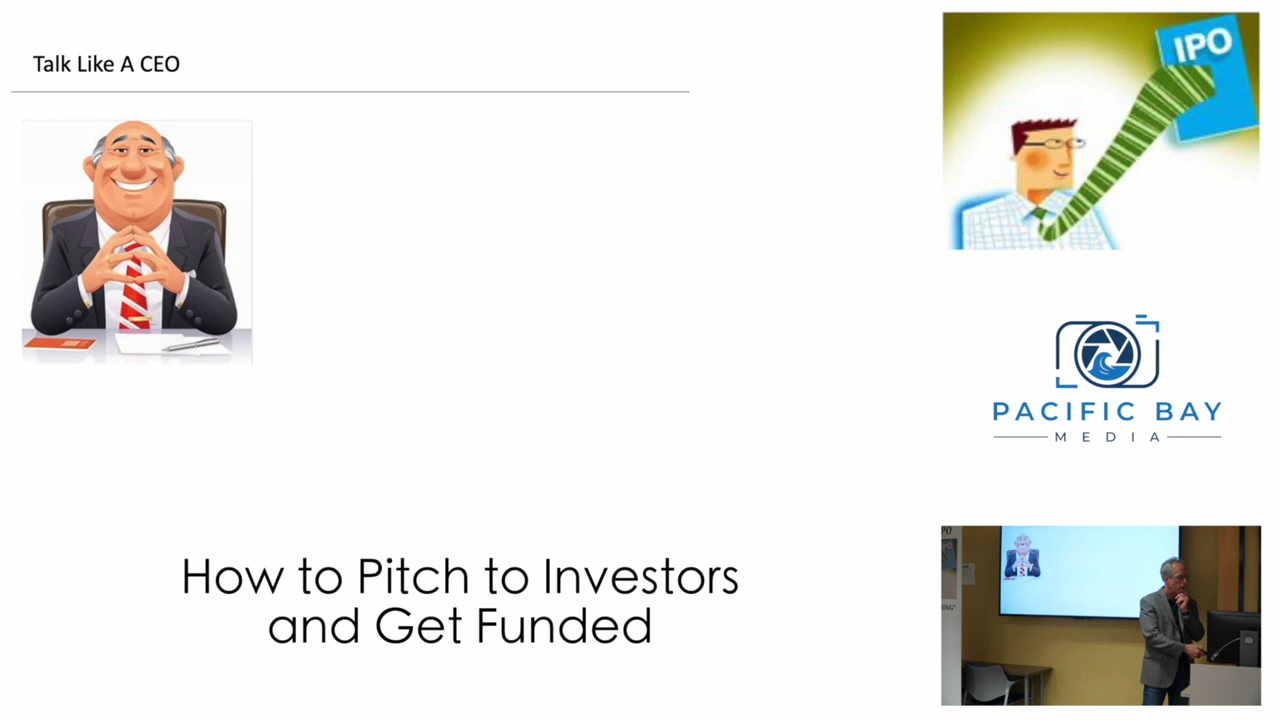 Talk Like A CEO
IPO
PACIFIC BAY
MEDIA
How to Pitch to Investors
and Get Funded